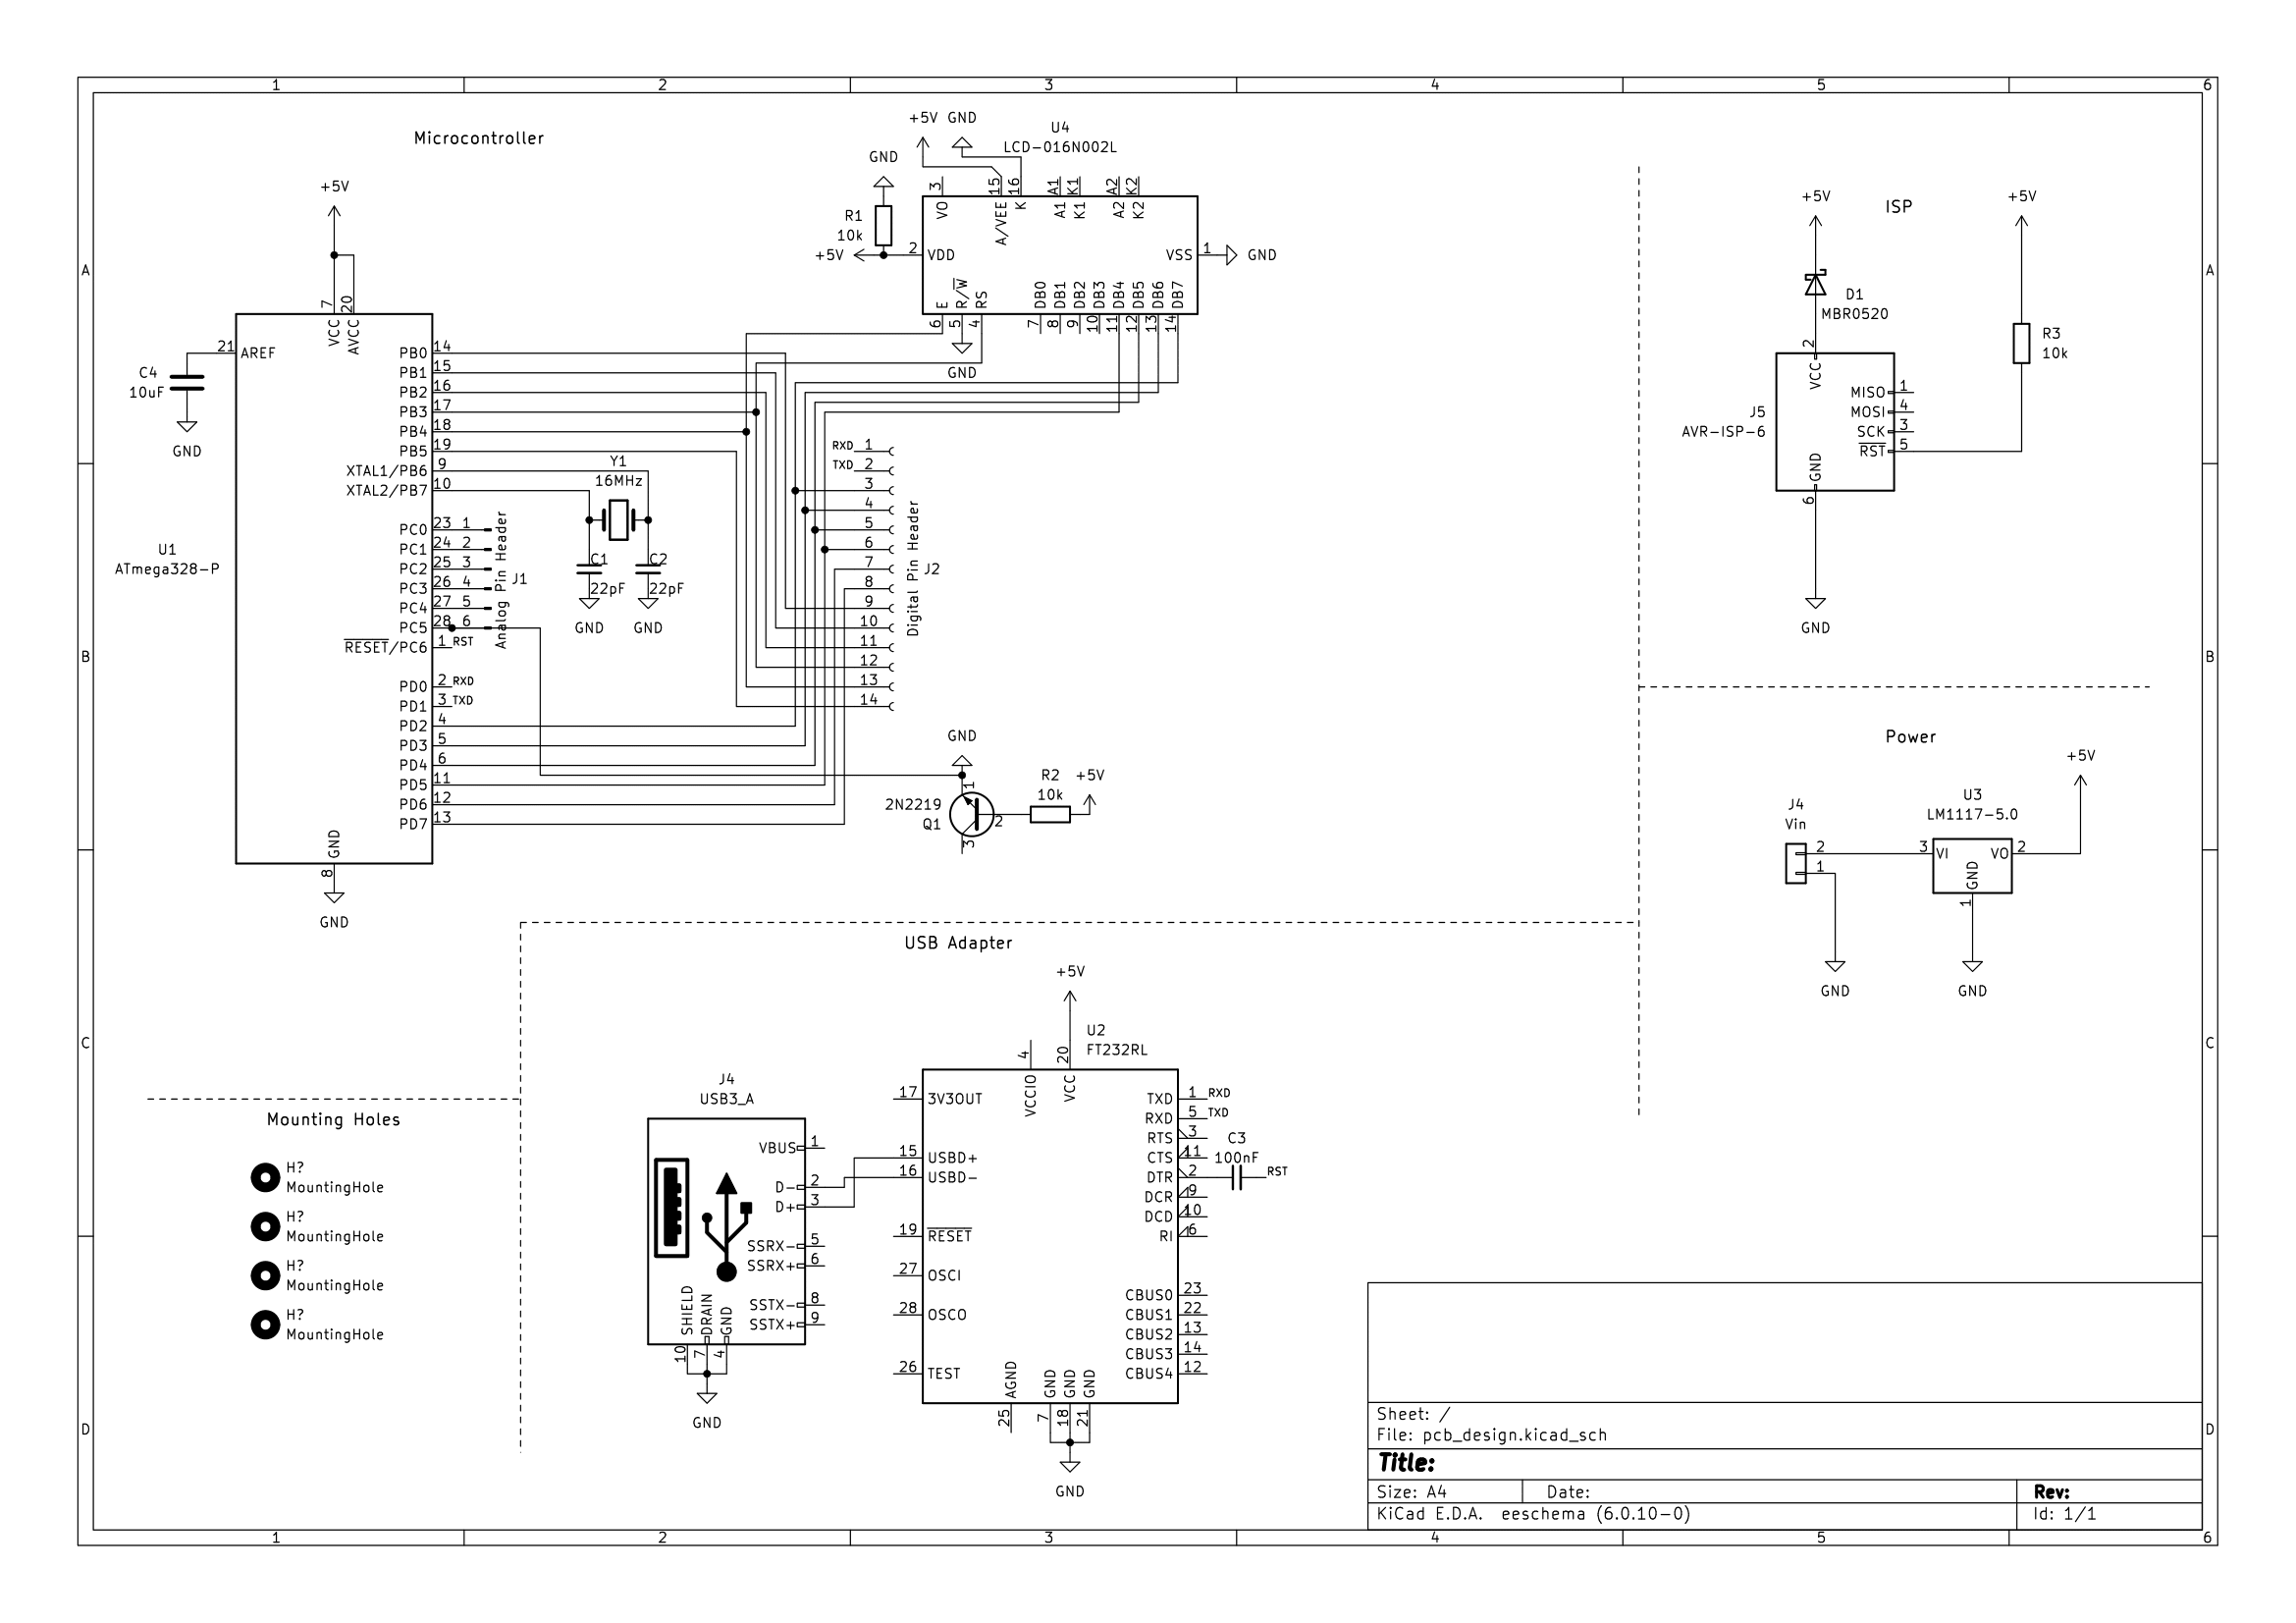 1 2 3 4 5 6
A
B
C
D
A
B
C
D
1 2 3 4 5 6
Microcontroller
+5V
7 20
VCC
AVCC
21 AREF
C4
10uF
GND
U1
ATmega328-P
PB0 14
PB1 15
PB2 16
PB3 17
PB4 18
PB5 19
XTAL1/PB6 9
XTAL2/PB7 10
PC0 23 1
PC1 24 2
PC2 25 3
PC3 26 4
PC4 27 5
PC5 28 6
RESET/PC6 1 RST
PD0 2 RXD
PD1 3 TXD
PD2 4
PD3 5
PD4 6
PD5 11
PD6 12
PD7 13
GND
8
GND
Analog Pin Header
J1
Y1
16MHz
C1
22pF
GND
C2
22pF
GND
+5V GND
U4
LCD-016N002L
GND
R1
10k
+5V
3 15 16 A1 K1 A2 K2
VO A/VEE K A1 K1 A2 K2
2 VDD
VSS 1 GND
E R/W RS DB0 DB1 DB2 DB3 DB4 DB5 DB6 DB7
6 5 4 7 8 9 10 11 12 13 14
GND
RXD 1
TXD 2
3
4
5
6
7
8
9
10
11
12
13
14
Digital Pin Header
J2
GND
1
2N2219
Q1
2
3
R2
10k
+5V
ISP
+5V
+5V
D1
MBR0520
R3
10k
2
VCC
J5
AVR-ISP-6
MISO 1
MOSI 4
SCK 3
RST 5
GND
6
GND
Power
+5V
J4
Vin
2
1
U3
LM1117-5.0
3 VI
VO 2
GND
1
GND
GND
USB Adapter
+5V
U2
FT232RL
4 20
VCCIO VCC
17 3V3OUT
15 USBD+
16 USBD-
19 RESET
27 OSCI
28 OSCO
26 TEST
TXD 1 RXD
RXD 5 TXD
RTS 3
CTS 11
DTR 2
DCR 9
DCD 10
RI 6
C3
100nF
RST
CBUS0 23
CBUS1 22
CBUS2 13
CBUS3 14
CBUS4 12
AGND GND GND GND
25 7 18 21
GND
J4
USB3_A
VBUS 1
D- 2
D+ 3
SSRX- 5
SSRX+ 6
SSTX- 8
SSTX+ 9
SHIELD DRAIN GND
10 7 4
GND
Mounting Holes
H?
MountingHole
H?
MountingHole
H?
MountingHole
H?
MountingHole
Sheet: /
File: pcb_design.kicad_sch
Title:
Size: A4 Date: Rev:
KiCad E.D.A. eeschema (6.0.10-0) Id: 1/1